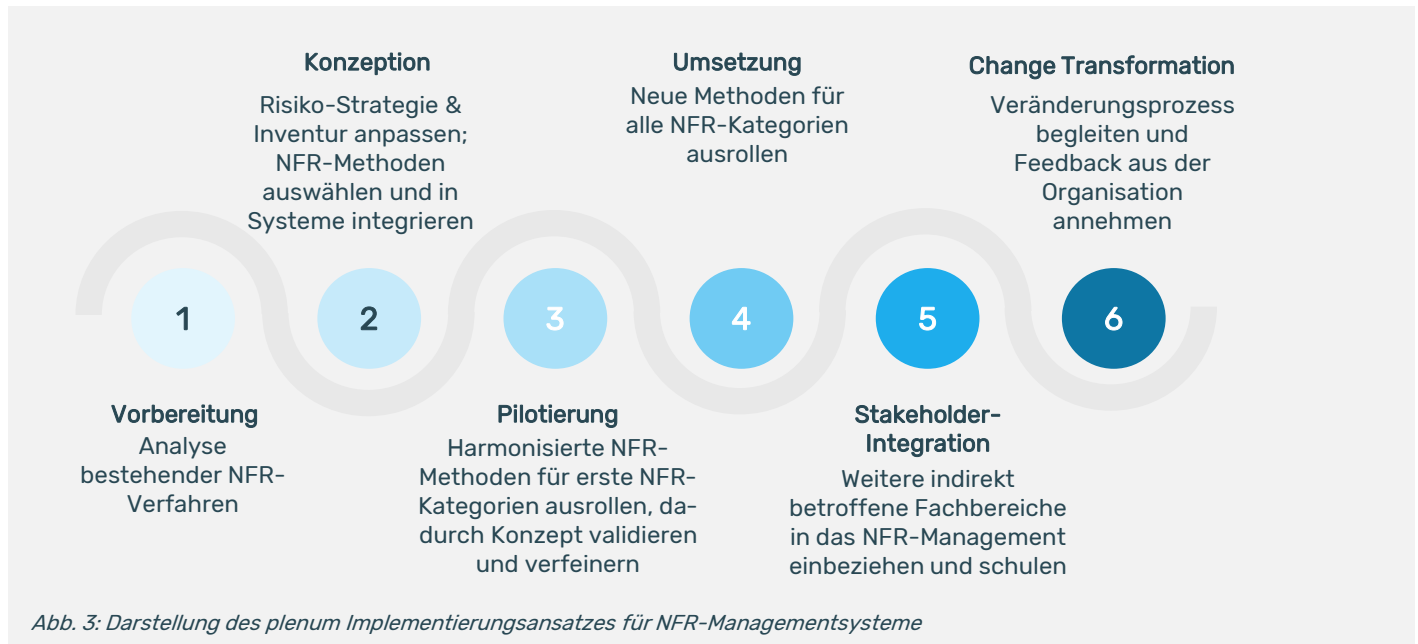 Konzeption
Risiko-Strategie &
Inventur anpassen;
NFR-Methoden
auswählen und in
Systeme integrieren
Umsetzung
Neue Methoden für
alle NFR-Kategorien
ausrollen
Change Transformation
Veränderungsprozess
begleiten und
Feedback aus der
Organisation
annehmen
1
2
3
4
5
6
Vorbereitung
Analyse
bestehender NFR-
Verfahren
Pilotierung
Harmonisierte NFR-
Methoden für erste NFR-
Kategorien ausrollen, da-
durch Konzept validieren
und verfeinern
Stakeholder-
Integration
Weitere indirekt
betroffene Fachbereiche
in das NFR-Management
einbeziehen und schulen
Abb. 3: Darstellung des plenum Implementierungsansatzes für NFR-Managementsysteme